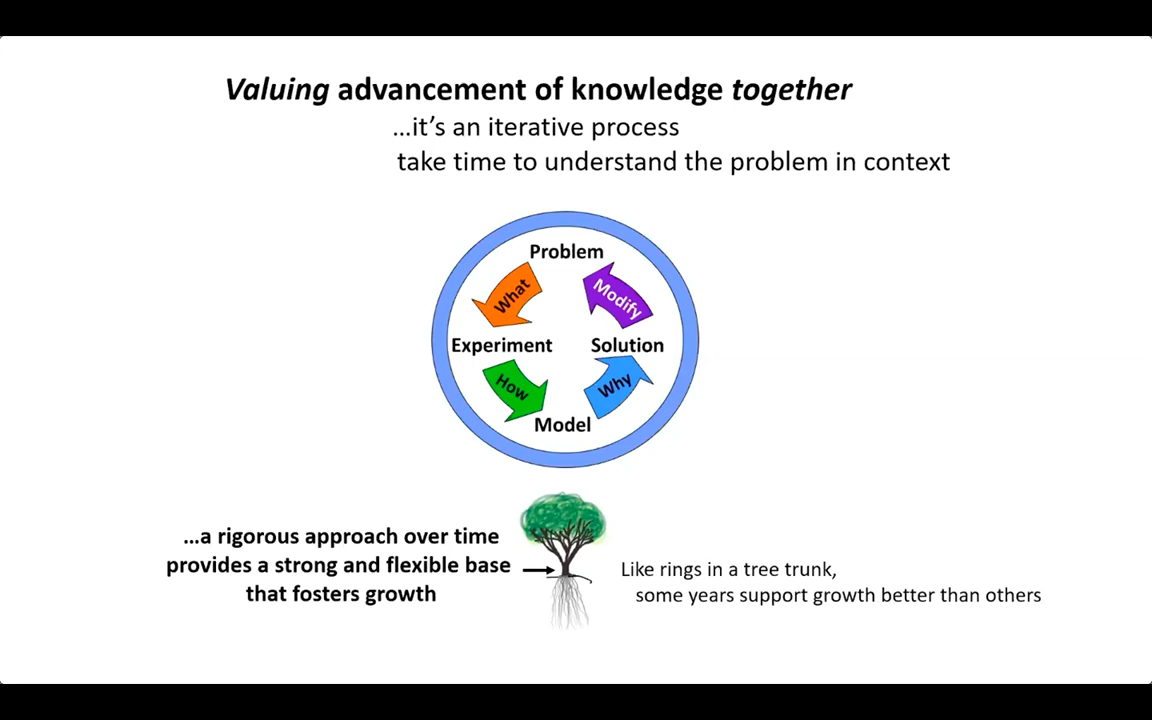 Valuing advancement of knowledge together
...it's an iterative process
take time to understand the problem in context
Problem
What
Modify
Experiment
Solution
How
Why
Model
...a rigorous approach over time
provides a strong and flexible base
that fosters growth
Like rings in a tree trunk,
some years support growth better than others